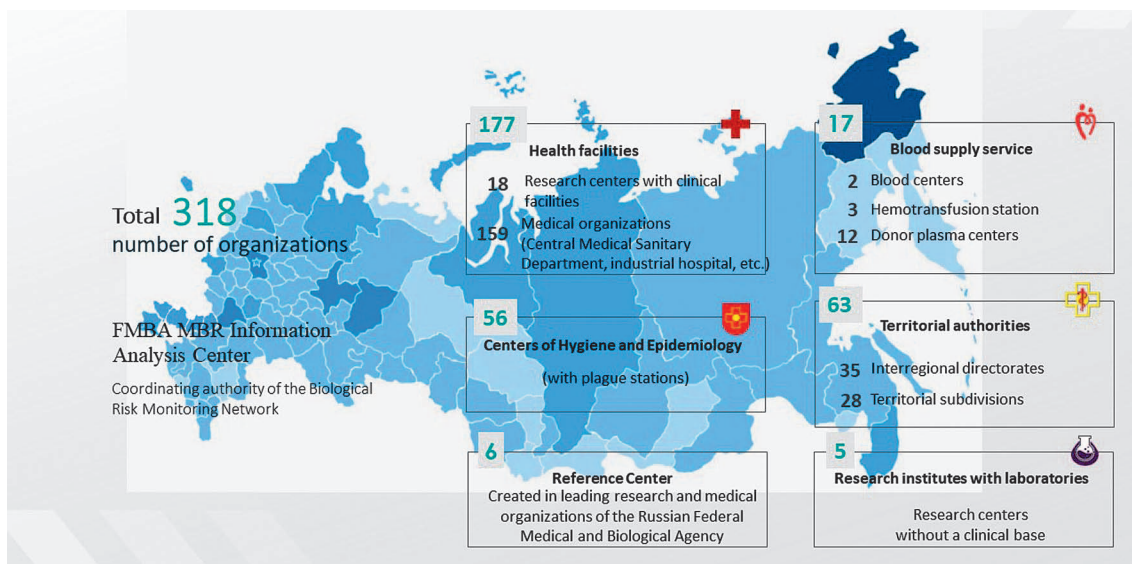 Total 318
number of organizations
FMBA MBR Information
Analysis Center
Coordinating authority of the Biological
Risk Monitoring Network
177
Health facilities
18 Research centers with clinical
facilities
159 Medical organizations
(Central Medical Sanitary
Department, industrial hospital, etc.)
56
Centers of Hygiene and Epidemiology
(with plague stations)
6
Reference Center
Created in leading research and medical
organizations of the Russian Federal
Medical and Biological Agency
17
Blood supply service
2 Blood centers
3 Hemotransfusion station
12 Donor plasma centers
63
Territorial authorities
35 Interregional directorates
28 Territorial subdivisions
5
Research institutes with laboratories
Research centers
without a clinical base